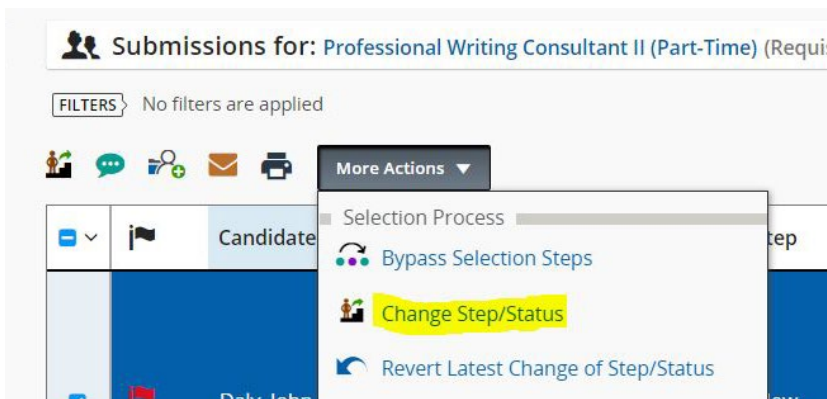 Submissions for: Professional Writing Consultant II (Part-Time) (Requi
FILTERS No filters are applied
More Actions
Selection Process
Candidate
tep
Bypass Selection Steps
Change Step/Status
Revert Latest Change of Step/Status